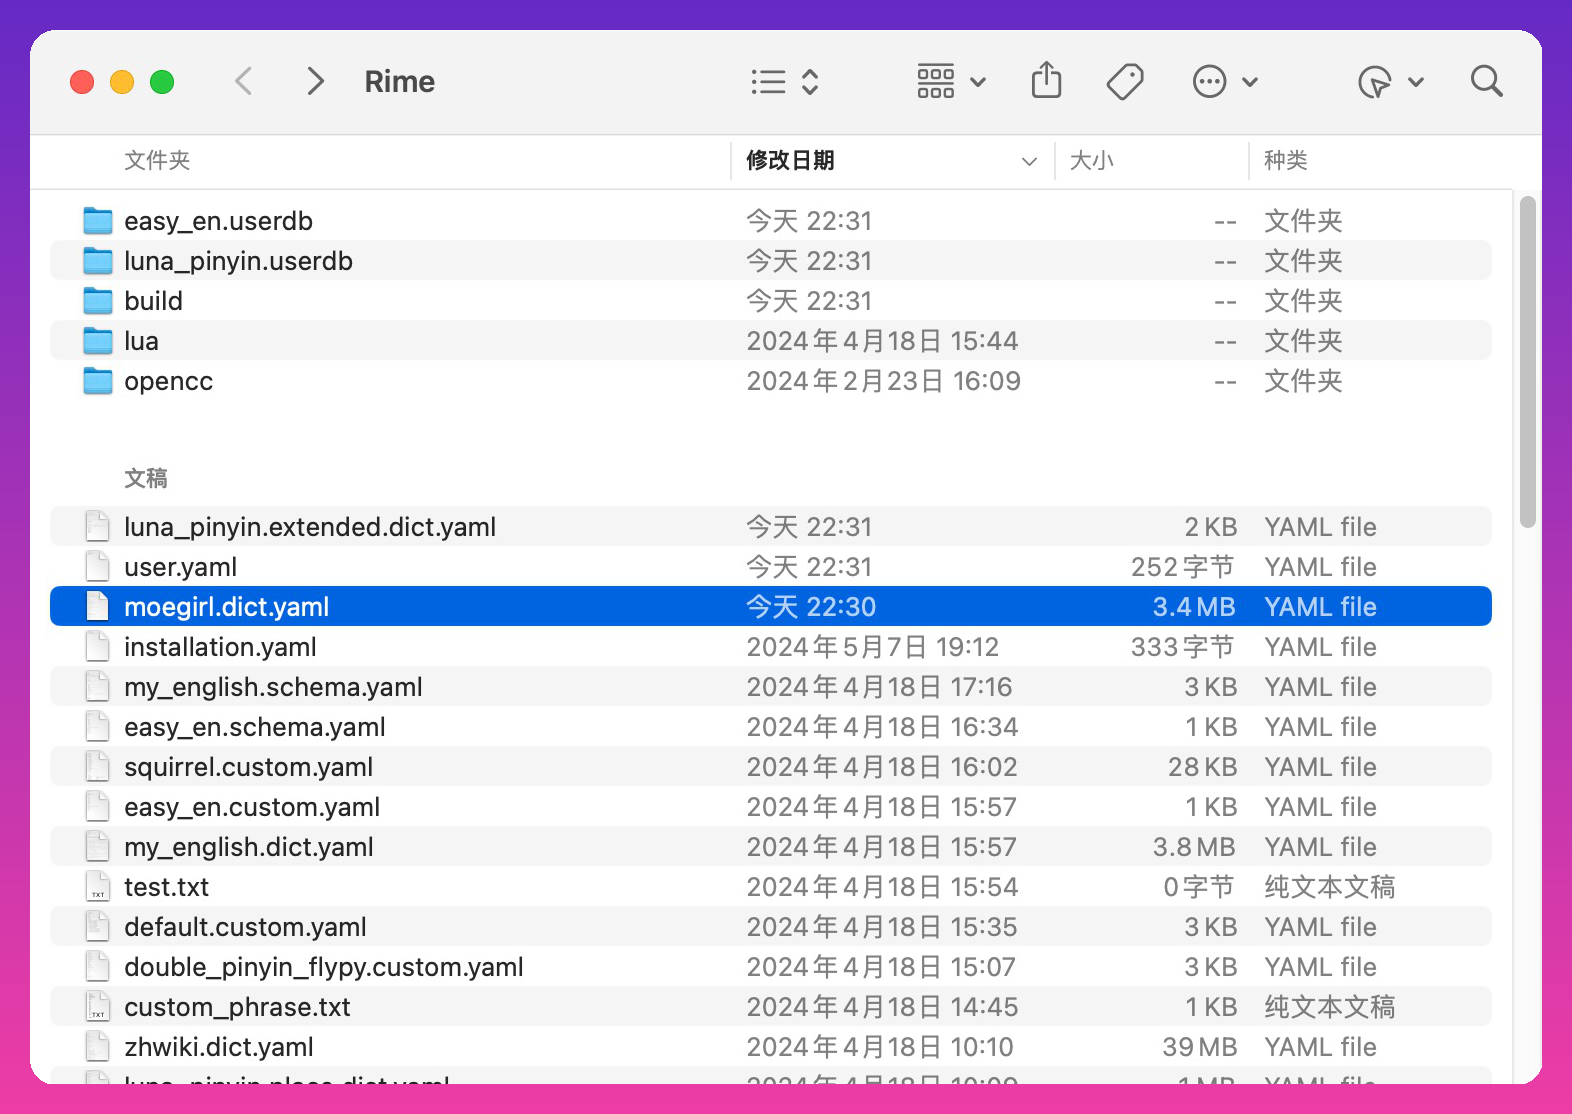 Rime
文件夹 修改日期 大小 种类
easy_en.userdb 今天 22:31 -- 文件夹
luna_pinyin.userdb 今天 22:31 -- 文件夹
build 今天 22:31 -- 文件夹
lua 2024年4月18日 15:44 -- 文件夹
opencc 2024年2月23日 16:09 -- 文件夹
文稿
luna_pinyin.extended.dict.yaml 今天 22:31 2 KB YAML file
user.yaml 今天 22:31 252 字节 YAML file
moegirl.dict.yaml 今天 22:30 3.4 MB YAML file
installation.yaml 2024年5月7日 19:12 333 字节 YAML file
my_english.schema.yaml 2024年4月18日 17:16 3 KB YAML file
easy_en.schema.yaml 2024年4月18日 16:34 1 KB YAML file
squirrel.custom.yaml 2024年4月18日 16:02 28 KB YAML file
easy_en.custom.yaml 2024年4月18日 15:57 1 KB YAML file
my_english.dict.yaml 2024年4月18日 15:57 3.8 MB YAML file
TXT test.txt 2024年4月18日 15:54 0 字节 纯文本文稿
default.custom.yaml 2024年4月18日 15:35 3 KB YAML file
double_pinyin_flypy.custom.yaml 2024年4月18日 15:07 3 KB YAML file
TXT custom_phrase.txt 2024年4月18日 14:45 1 KB 纯文本文稿
zhwiki.dict.yaml 2024年4月18日 10:10 39 MB YAML file
2024年4月18日 1 MB YAML file